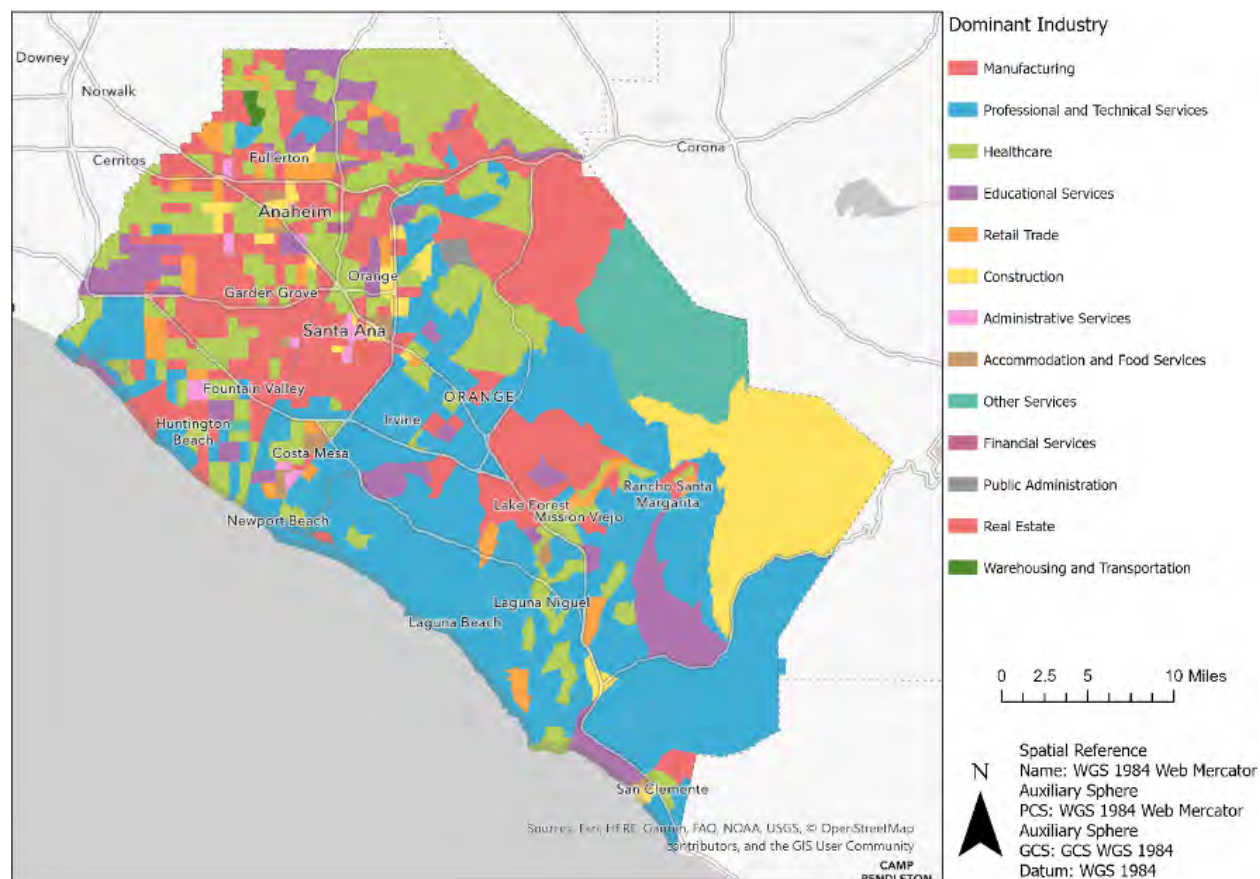 Downey
Norwalk
Cerritos
Fullerton
Corona
Anaheim
Orange
Garden Grove
Santa Ana
Fountain Valley
ORANGE
Irvine
Huntington
Beach
Costa Mesa
Rancho Santa
Margarita
Lake Forest
Mission Viejo
Newport Beach
Laguna Niguel
Laguna Beach
San Clemente
Sources: Esri, HERE, Garmin, FAO, NOAA, USGS, © OpenStreetMap
contributors, and the GIS User Community
CAMP
PENDLETON
Dominant Industry
Manufacturing
Professional and Technical Services
Healthcare
Educational Services
Retail Trade
Construction
Administrative Services
Accommodation and Food Services
Other Services
Financial Services
Public Administration
Real Estate
Warehousing and Transportation
0 2.5 5 10 Miles
N
Spatial Reference
Name: WGS 1984 Web Mercator
Auxiliary Sphere
PCS: WGS 1984 Web Mercator
Auxiliary Sphere
GCS: GCS WGS 1984
Datum: WGS 1984